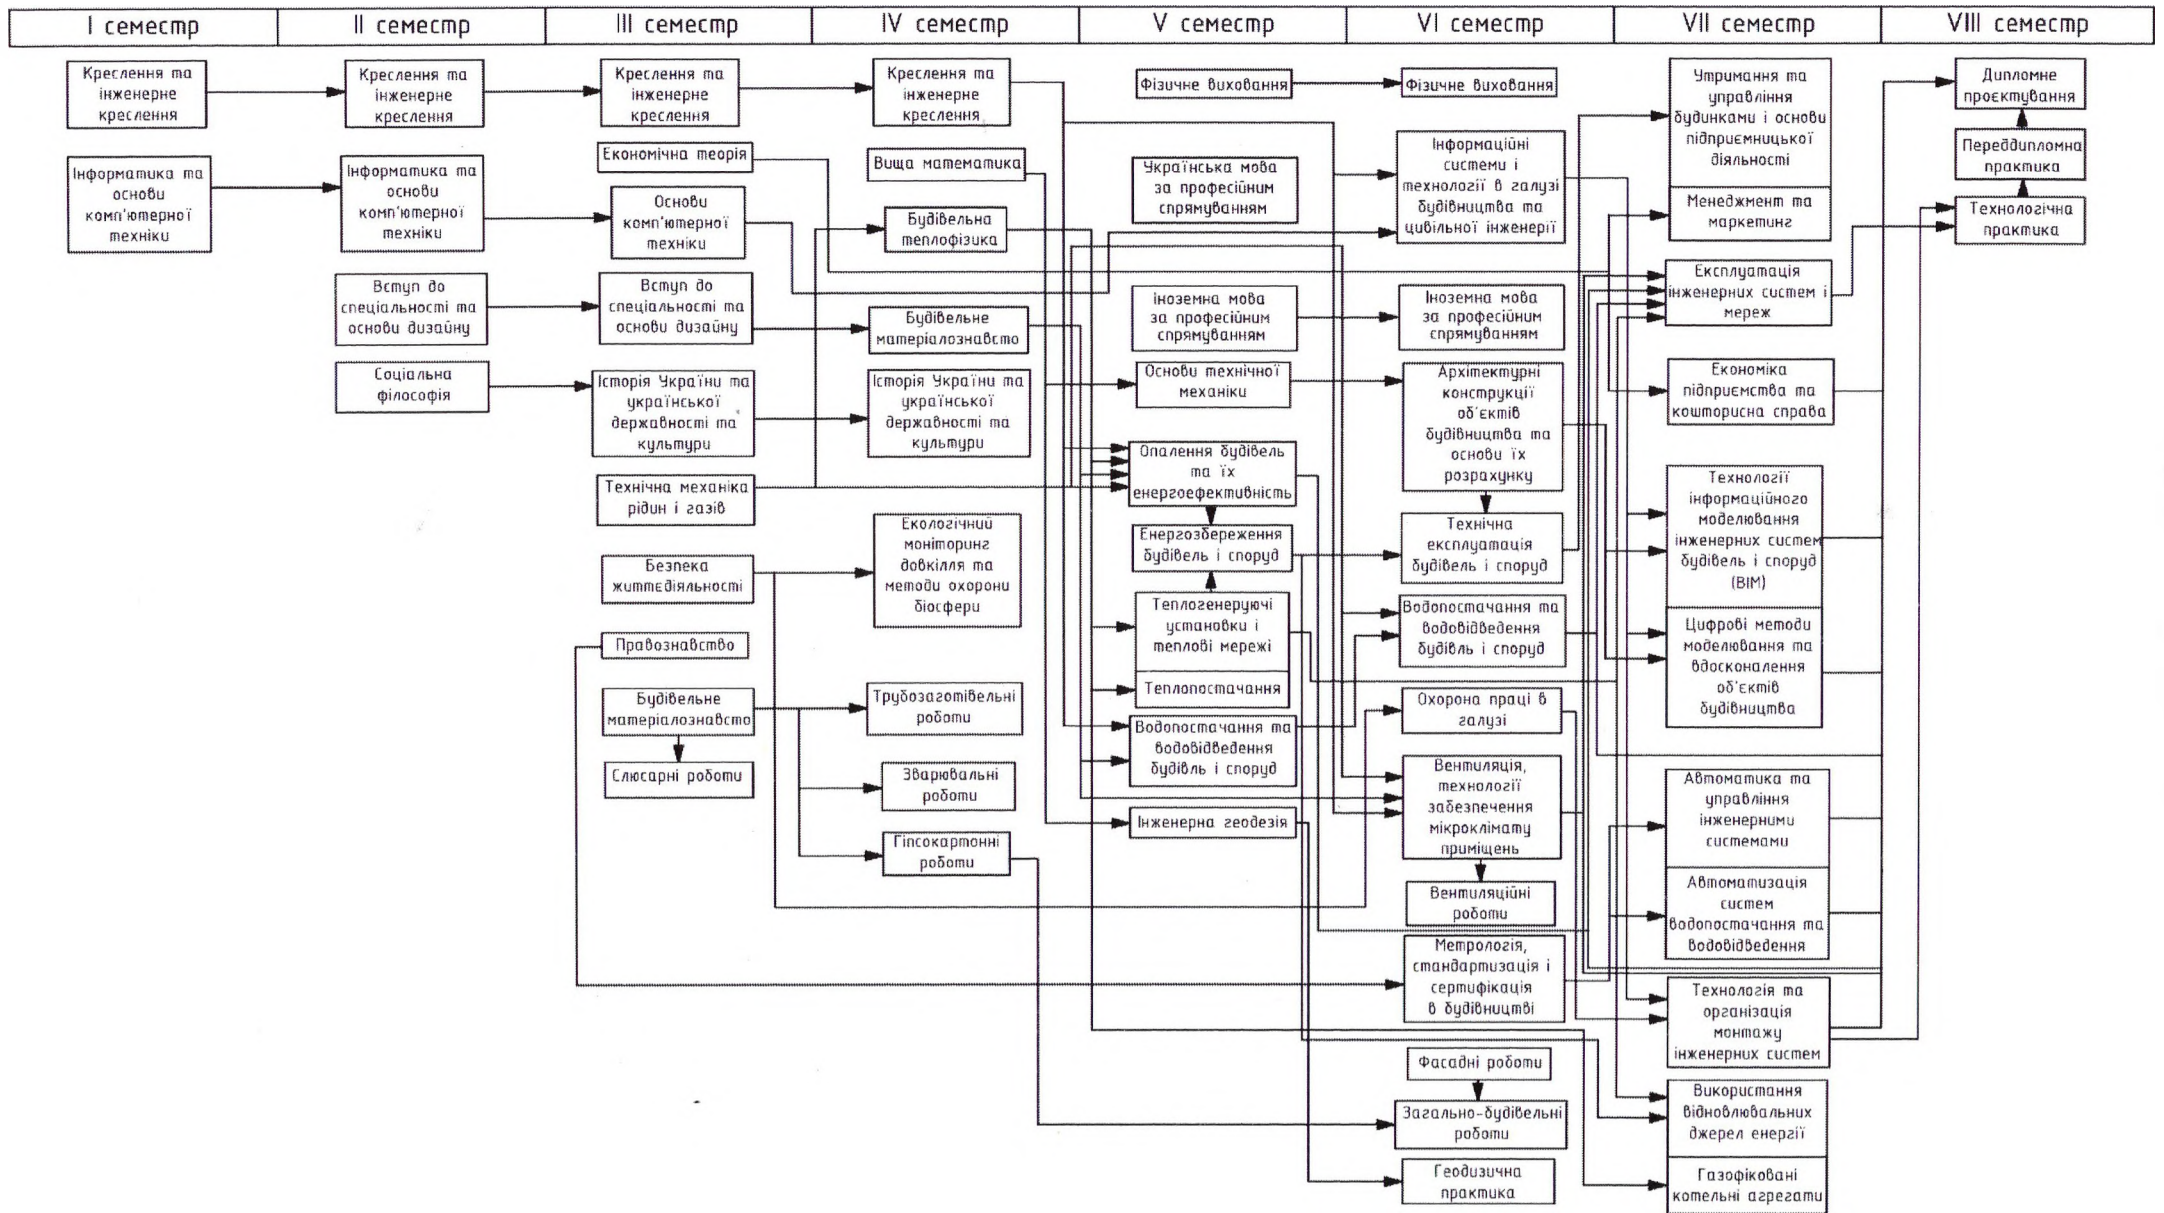 I семестр
II семестр
III семестр
IV семестр
V семестр
VI семестр
VII семестр
VIII семестр
Креслення та
інженерне
креслення
Інформатика та
основи
комп'ютерної
техніки
Креслення та
інженерне
креслення
Інформатика та
основи
комп'ютерної
техніки
Вступ до
спеціальності та
основи дизайну
Соціальна
філософія
Креслення та
інженерне
креслення
Економічна теорія
Основи
комп'ютерної
техніки
Вступ до
спеціальності та
основи дизайну
Історія України та
української
державності та
культури
Технічна механіка
рідин і газів
Безпека
життєдіяльності
Правознавство
Будівельне
матеріалознавсто
Слюсарні роботи
Креслення та
інженерне
креслення
Вища математика
Будівельна
теплофізика
Будівельне
матеріалознавсто
Історія України та
української
державності та
культури
Екологічний
моніторинг
довкілля та
методи охорони
біосфери
Трубозаготівельні
роботи
Зварювальні
роботи
Гіпсокартонні
роботи
Фізичне виховання
Українська мова
за професійним
спрямуванням
іноземна мова
за професійним
спрямуванням
Основи технічної
механіки
Опалення будівель
та їх
енергоефективність
Енергозбереження
будівель і споруд
Теплогенеруючі
установки і
теплові мережі
Теплопостачання
Водопостачання та
водовідведення
будівль і споруд
Інженерна геодезія
Фізичне виховання
Інформаційні
системи і
технології в галузі
будівництва та
цивільної інженерії
Іноземна мова
за професійним
спрямуванням
Архітектурні
конструкції
об'єктів
будівництва та
основи їх
розрахунку
Технічна
експлуатація
будівель і споруд
Водопостачання та
водовідведення
будівль і споруд
Охорона праці в
галузі
Вентиляція,
технології
забезпечення
мікроклімату
приміщень
Вентиляційні
роботи
Метрологія,
стандартизація і
сертифікація
в будівництві
Фасадні роботи
Загально-будівельні
роботи
Геодизична
практика
Утримання та
управління
будинками і основи
підприємницької
діяльності
Менеджмент та
маркетинг
Експлуатація
інженерних систем і
мереж
Економіка
підприємства та
кошторисна справа
Технології
інформаційного
моделювання
інженерних систем
будівель і споруд
(BIM)
Цифрові методи
моделювання та
вдосконалення
об'єктів
будівництва
Автоматика та
управління
інженерними
системами
Автоматизація
систем
водопостачання та
водовідведення
Технологія та
організація
монтажу
інженерних систем
Використання
відновлювальних
джерел енергії
Газофіковані
котельні агрегати
Дипломне
проєктування
Переддипломна
практика
Технологічна
практика